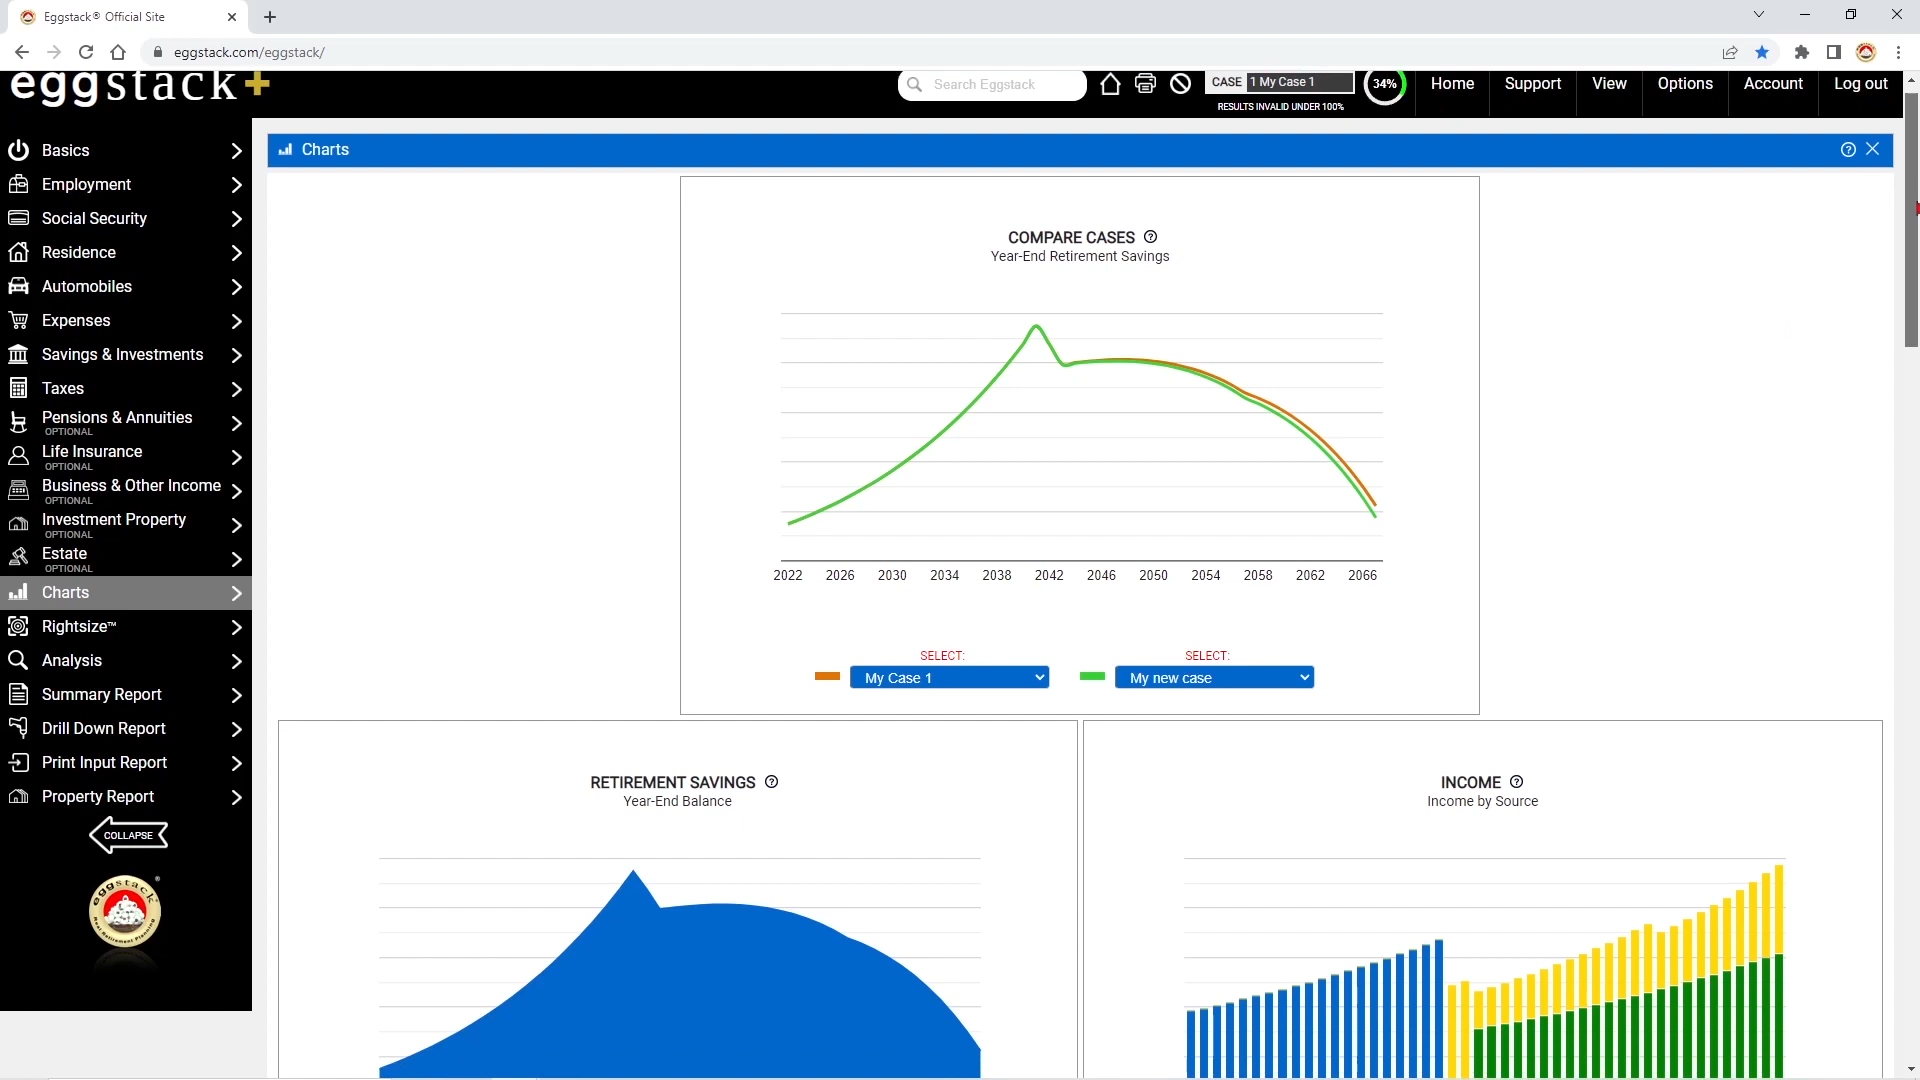 Eggstack® Official Site
eggstack.com/eggstack/
eggstack+
Search Eggstack
CASE 1 My Case 1
RESULTS INVALID UNDER 100%
34%
Home
Support
View
Options
Account
Log out
Basics
Employment
Social Security
Residence
Automobiles
Expenses
Savings & Investments
Taxes
Pensions & Annuities
OPTIONAL
Life Insurance
OPTIONAL
Business & Other Income
OPTIONAL
Investment Property
OPTIONAL
Estate
OPTIONAL
Charts
Rightsize™
Analysis
Summary Report
Drill Down Report
Print Input Report
Property Report
COLLAPSE
eggstack
Real Retirement Planning
®
Charts
COMPARE CASES
Year-End Retirement Savings
2022 2026 2030 2034 2038 2042 2046 2050 2054 2058 2062 2066
SELECT:
My Case 1
SELECT:
My new case
RETIREMENT SAVINGS
Year-End Balance
INCOME
Income by Source